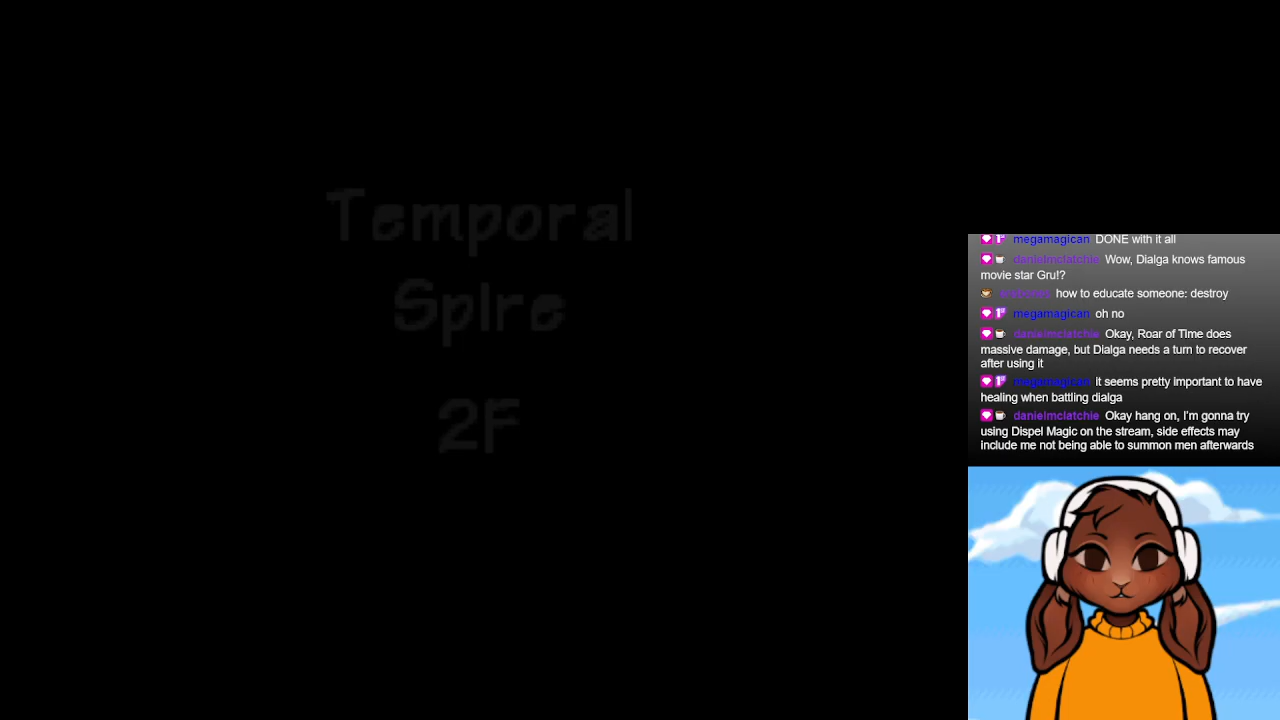 Temporal
Spire
2F
megamagican DONE with it all
danielmclatchie Wow, Dialga knows famous
movie star Gru!?
how to educate someone: destroy
megamagican oh no
danielmclatchie Okay, Roar of Time does
massive damage, but Dialga needs a turn to recover
after using it
megamagican it seems pretty important to have
healing when battling dialga
danielmclatchie Okay hang on, I'm gonna try
using Dispel Magic on the stream, side effects may
include me not being able to summon men afterwards